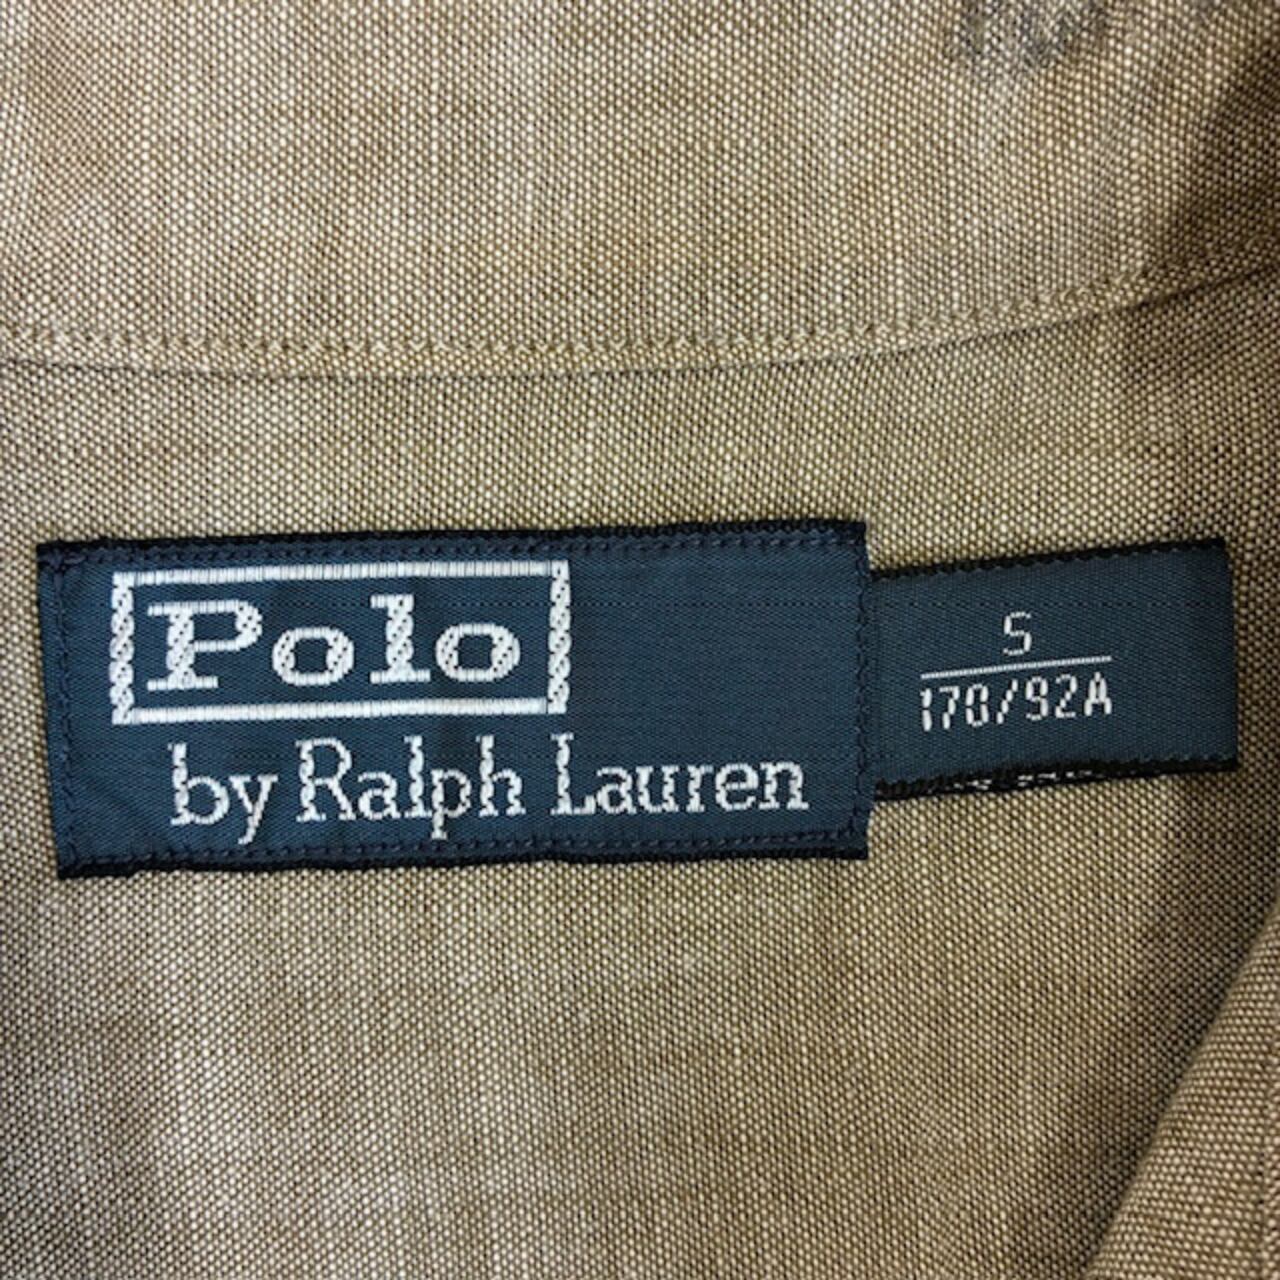 Polo
by Ralph Lauren
S
170/92A